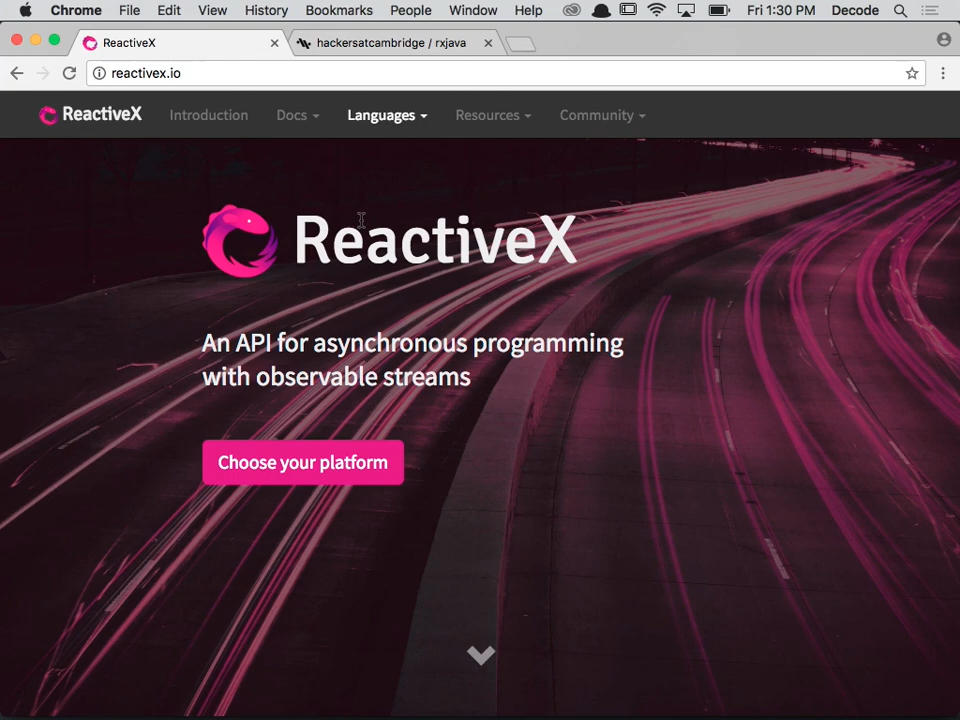 Chrome File Edit View History Bookmarks People Window Help Fri 1:30 PM Decode
ReactiveX hackersatcambridge / rxjava
reactivex.io
ReactiveX Introduction Docs Languages Resources Community
ReactiveX
An API for asynchronous programming
with observable streams
Choose your platform